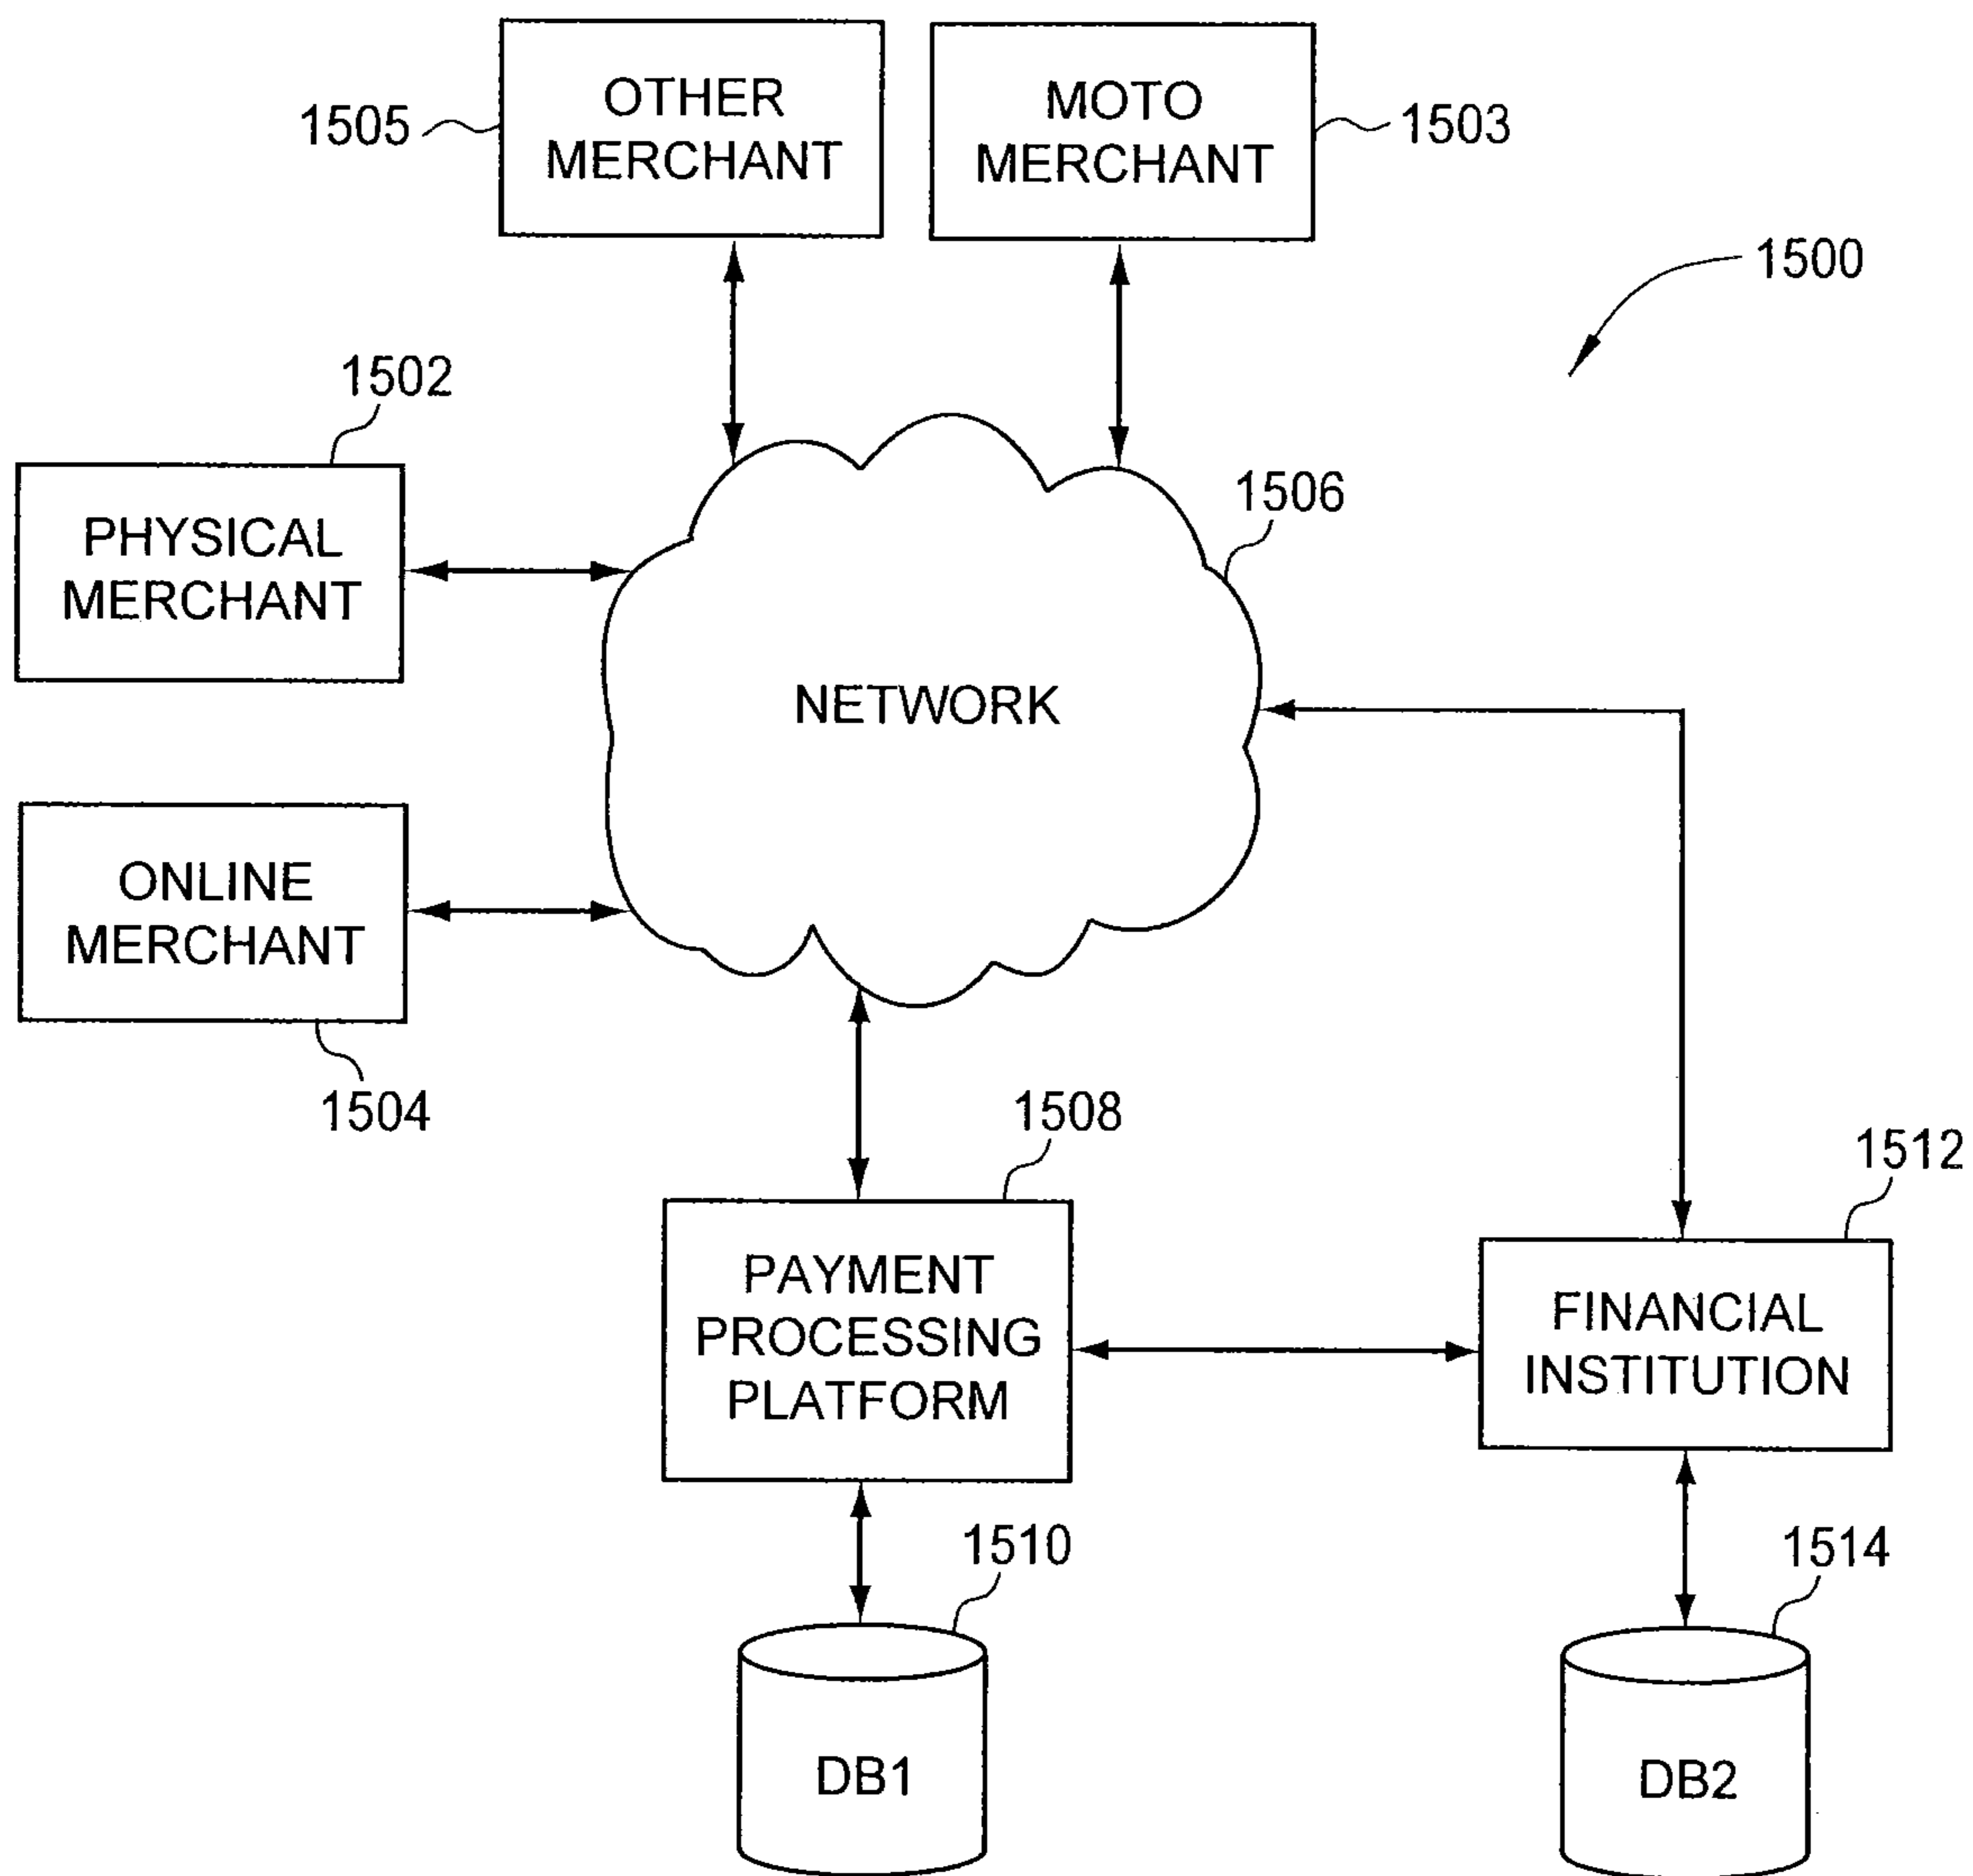 OTHER
MERCHANT
1505
MOTO
MERCHANT
1503
1500
1502
PHYSICAL
MERCHANT
1506
NETWORK
ONLINE
MERCHANT
1504
1508
PAYMENT
PROCESSING
PLATFORM
1512
FINANCIAL
INSTITUTION
1510
DB1
1514
DB2